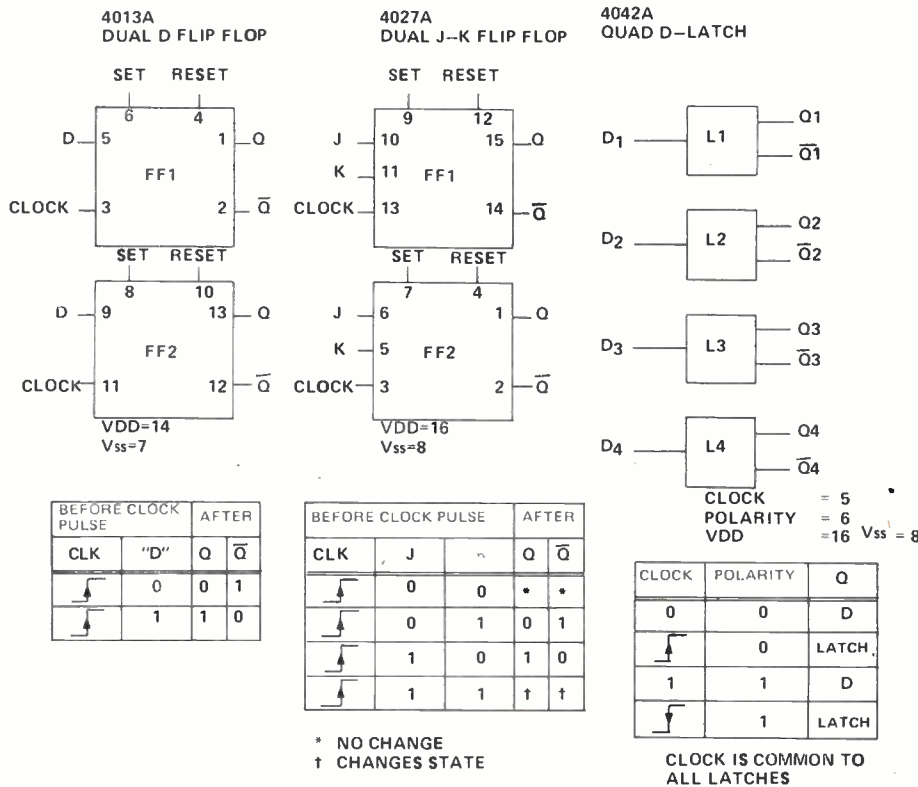 4013A
DUAL D FLIP FLOP
SET RESET
6 4
D 5 1 Q
FF1
CLOCK 3 2 Q̅
SET RESET
8 10
D 9 13 Q
FF2
CLOCK 11 12 Q̅
VDD=14
Vss=7
BEFORE CLOCK PULSE AFTER
CLK "D" Q Q̅
0 0 1
1 1 0
4027A
DUAL J-K FLIP FLOP
SET RESET
9 12
J 10 15 Q
K 11 FF1
CLOCK 13 14 Q̅
SET RESET
7 4
J 6 1 Q
K 5 FF2
CLOCK 3 2 Q̅
VDD=16
Vss=8
BEFORE CLOCK PULSE AFTER
CLK J Q Q̅
0 0 * *
0 1 0 1
1 0 1 0
1 1 † †
* NO CHANGE
† CHANGES STATE
4042A
QUAD D-LATCH
D1 L1 Q1
Q̅1
D2 L2 Q2
Q̅2
D3 L3 Q3
Q̅3
D4 L4 Q4
Q̅4
CLOCK = 5
POLARITY = 6
VDD =16 Vss = 8
CLOCK POLARITY Q
0 0 D
0 LATCH
1 1 D
1 LATCH
CLOCK IS COMMON TO
ALL LATCHES